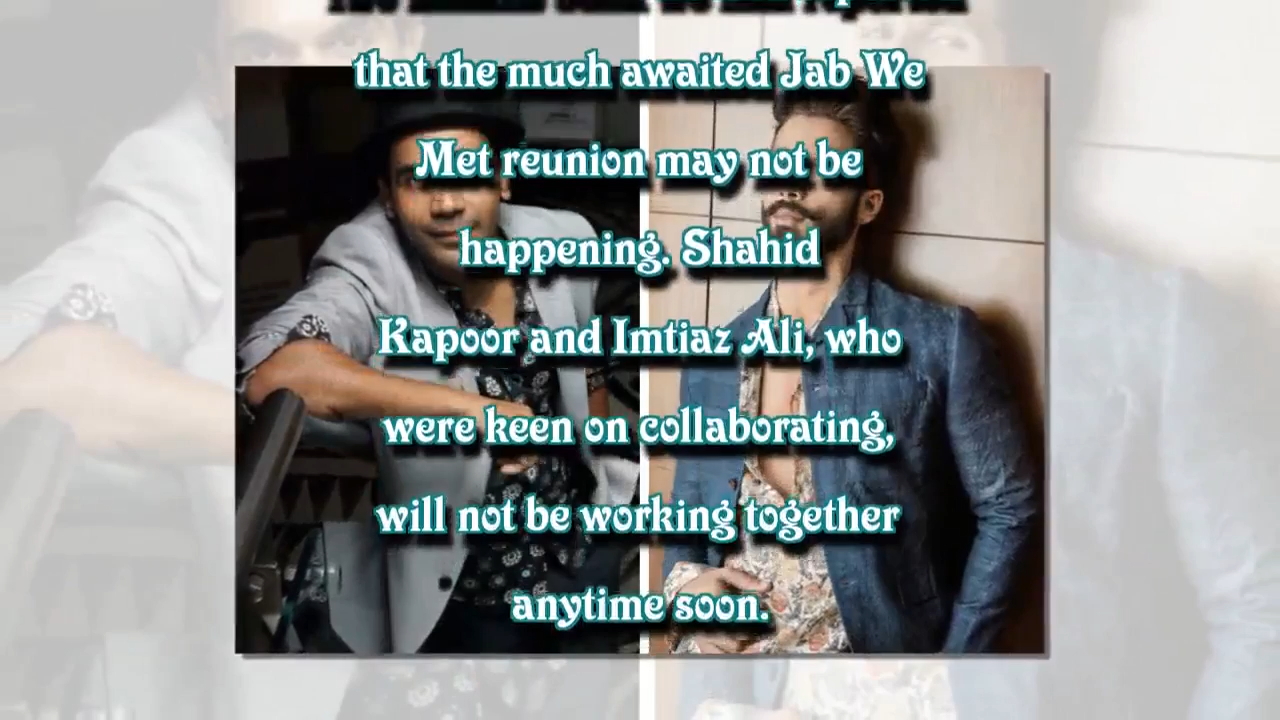 that the much awaited Jab We
Met reunion may not be
happening. Shahid
Kapoor and Imtiaz Ali, who
were keen on collaborating,
will not be working together
anytime soon.